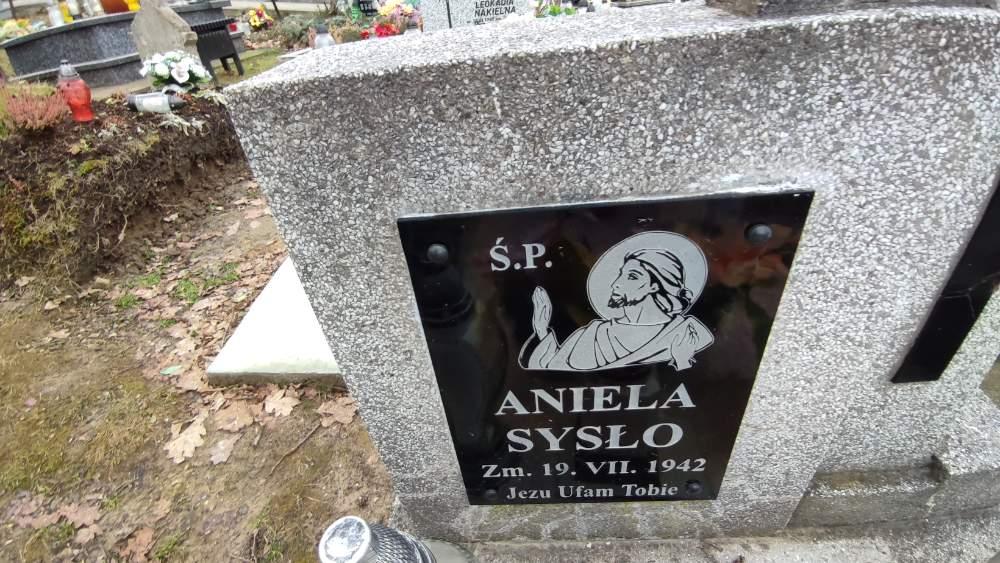 LEOKADIA
NAKIELNA
Ś.P.
ANIELA
SYSŁO
Zm. 19. VII. 1942
Jezu Ufam Tobie